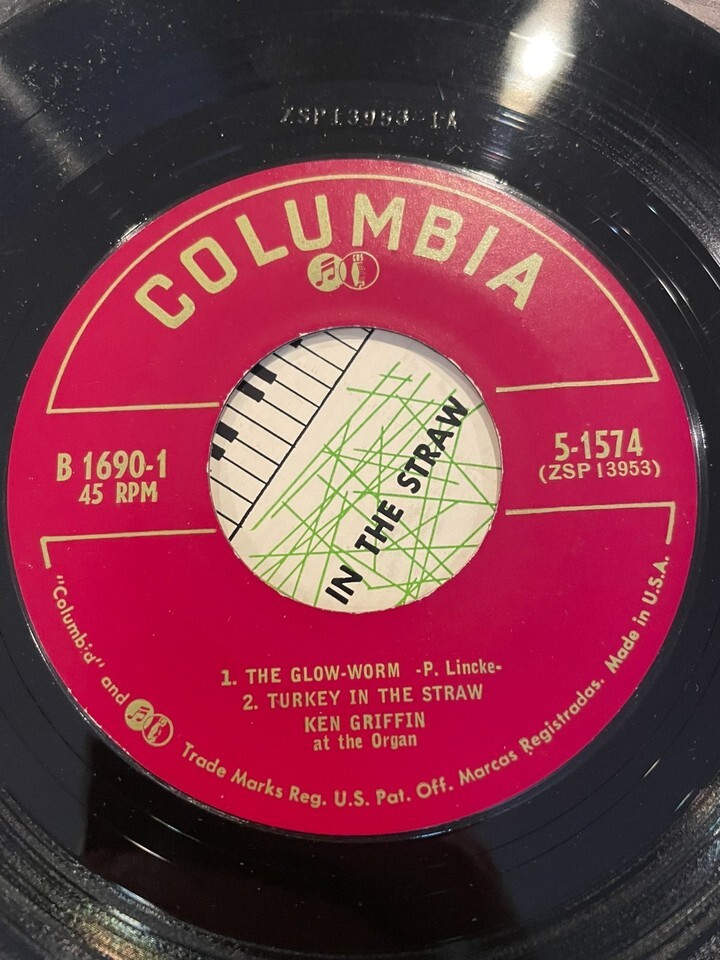 ZSP13953-1A
COLUMBIA
CBS
B 1690-1
45 RPM
5-1574
(ZSP 13953)
IN THE STRAW
1. THE GLOW-WORM -P. Lincke-
2. TURKEY IN THE STRAW
KEN GRIFFIN
at the Organ
"Columbia" and Trade Marks Reg. U.S. Pat. Off. Marcas Registradas. Made in U.S.A.